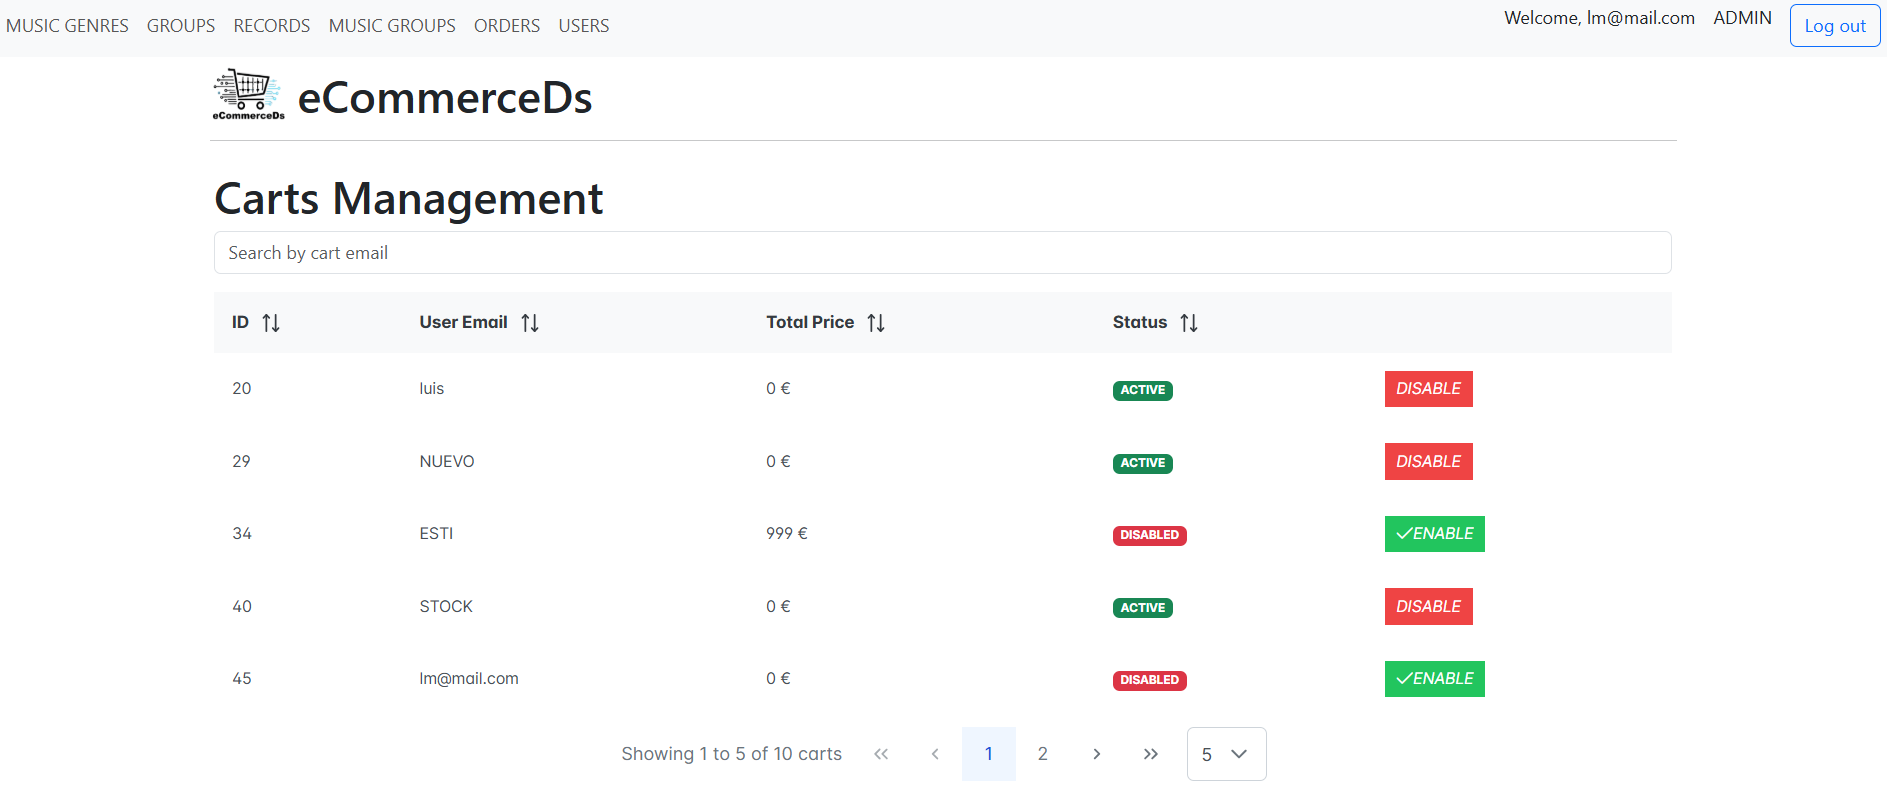 MUSIC GENRES GROUPS RECORDS MUSIC GROUPS ORDERS USERS Welcome, lm@mail.com ADMIN Log out
eCommerceDs eCommerceDs
Carts Management
Search by cart email
ID User Email Total Price Status
20 luis 0 € ACTIVE DISABLE
29 NUEVO 0 € ACTIVE DISABLE
34 ESTI 999 € DISABLED ENABLE
40 STOCK 0 € ACTIVE DISABLE
45 lm@mail.com 0 € DISABLED ENABLE
Showing 1 to 5 of 10 carts « ‹ 1 2 › » 5